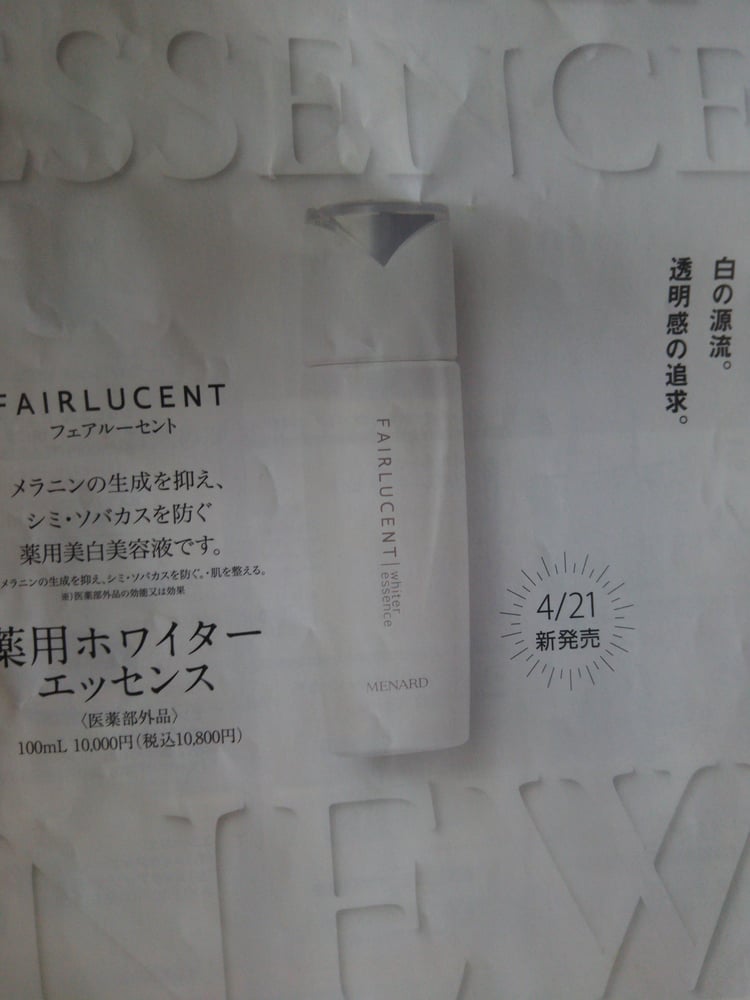 ESSENCE
白の源流。
透明感の追求。
FAIRLUCENT
フェアルーセント
メラニンの生成を抑え、
シミ・ソバカスを防ぐ
薬用美白美容液です。
メラニンの生成を抑え、シミ・ソバカスを防ぐ。・肌を整える。
※）医薬部外品の効能又は効果
薬用ホワイター
エッセンス
〈医薬部外品〉
100mL 10,000円（税込10,800円）
FAIRLUCENT
whiter
essence
MENARD
4/21
新発売
NEW